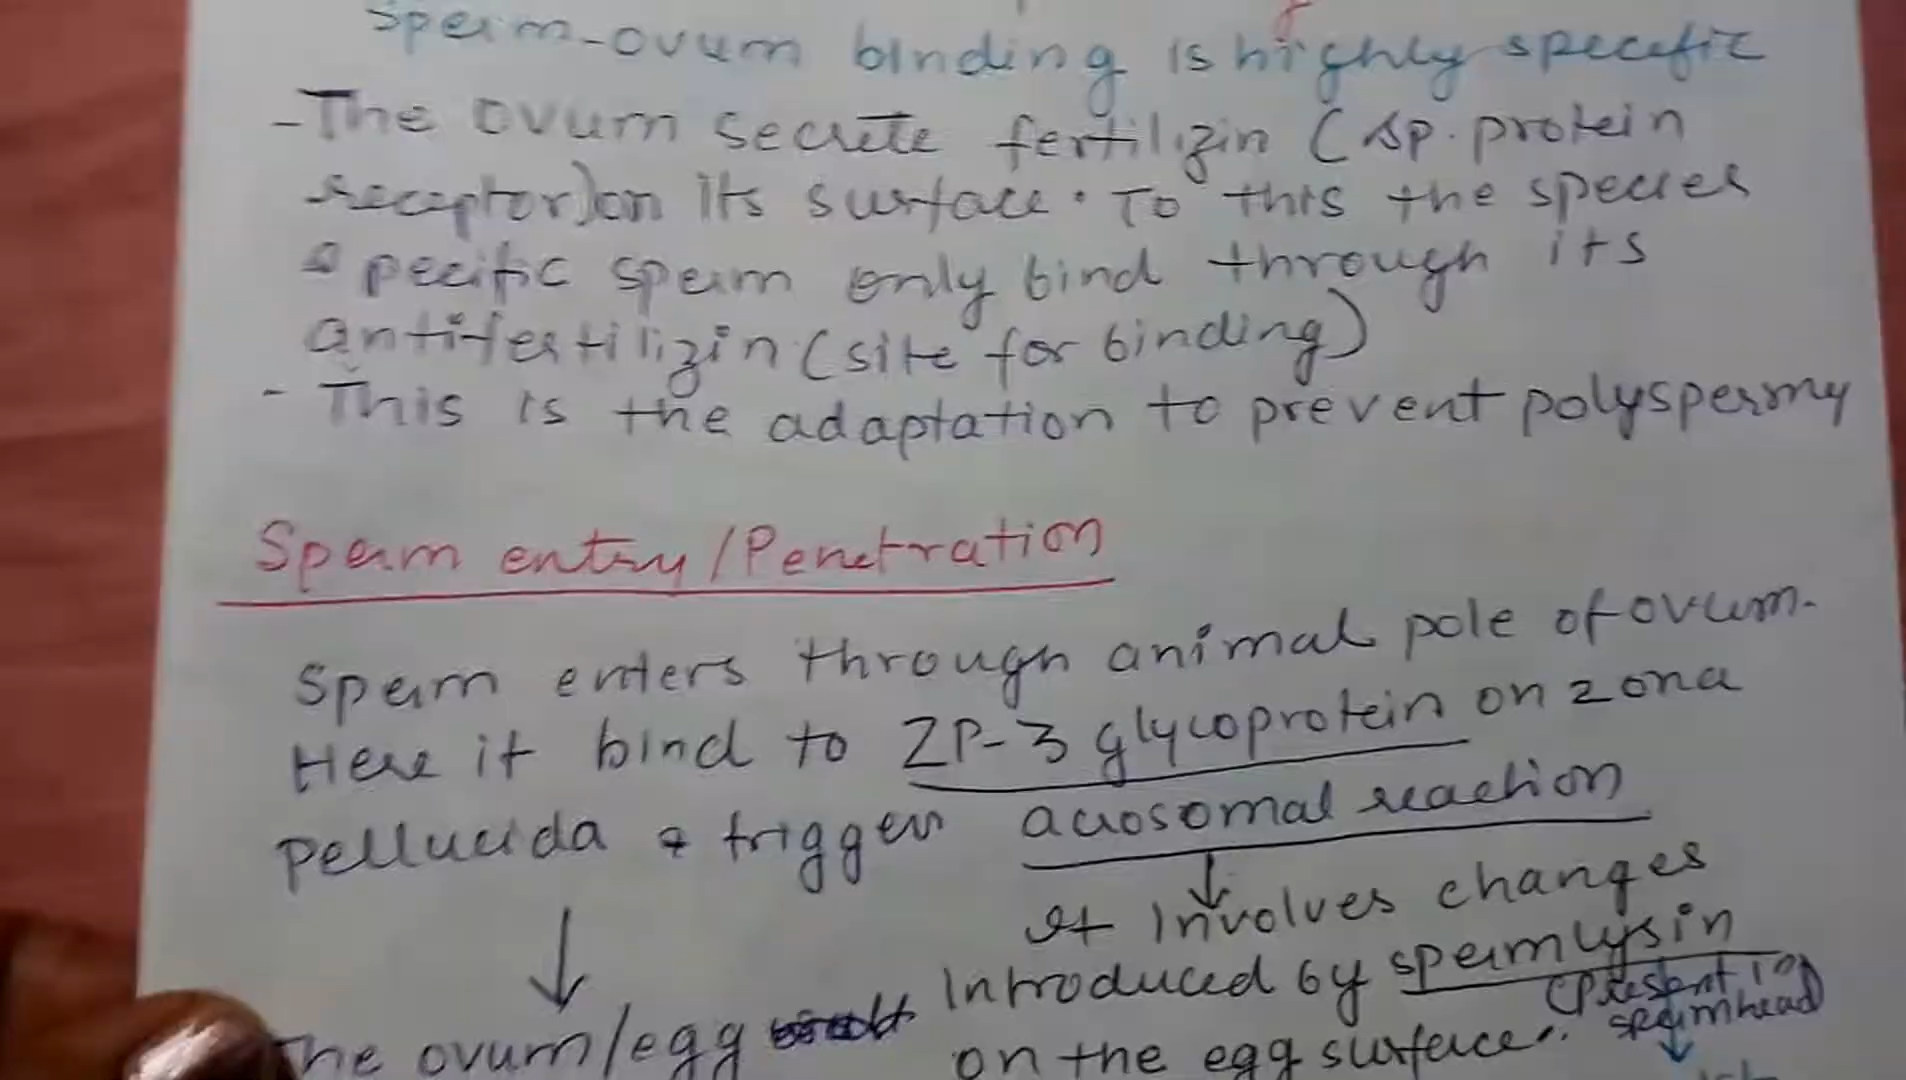 sperm-ovum binding is highly specific
- The ovum secrete fertilizin (sp. protein
receptor) on its surface. To this the species
specific sperm only bind through its
antifertilizin (site for binding)
- This is the adaptation to prevent polyspermy
Sperm entry/Penetration
Sperm enters through animal pole of ovum.
Here it bind to ZP-3 glycoprotein on zona
pellucida & trigger acrosomal reaction
↓
It involves changes
introduced by spermlysin
(present in
spermhead)
on the egg surface.
↓
The ovum/egg